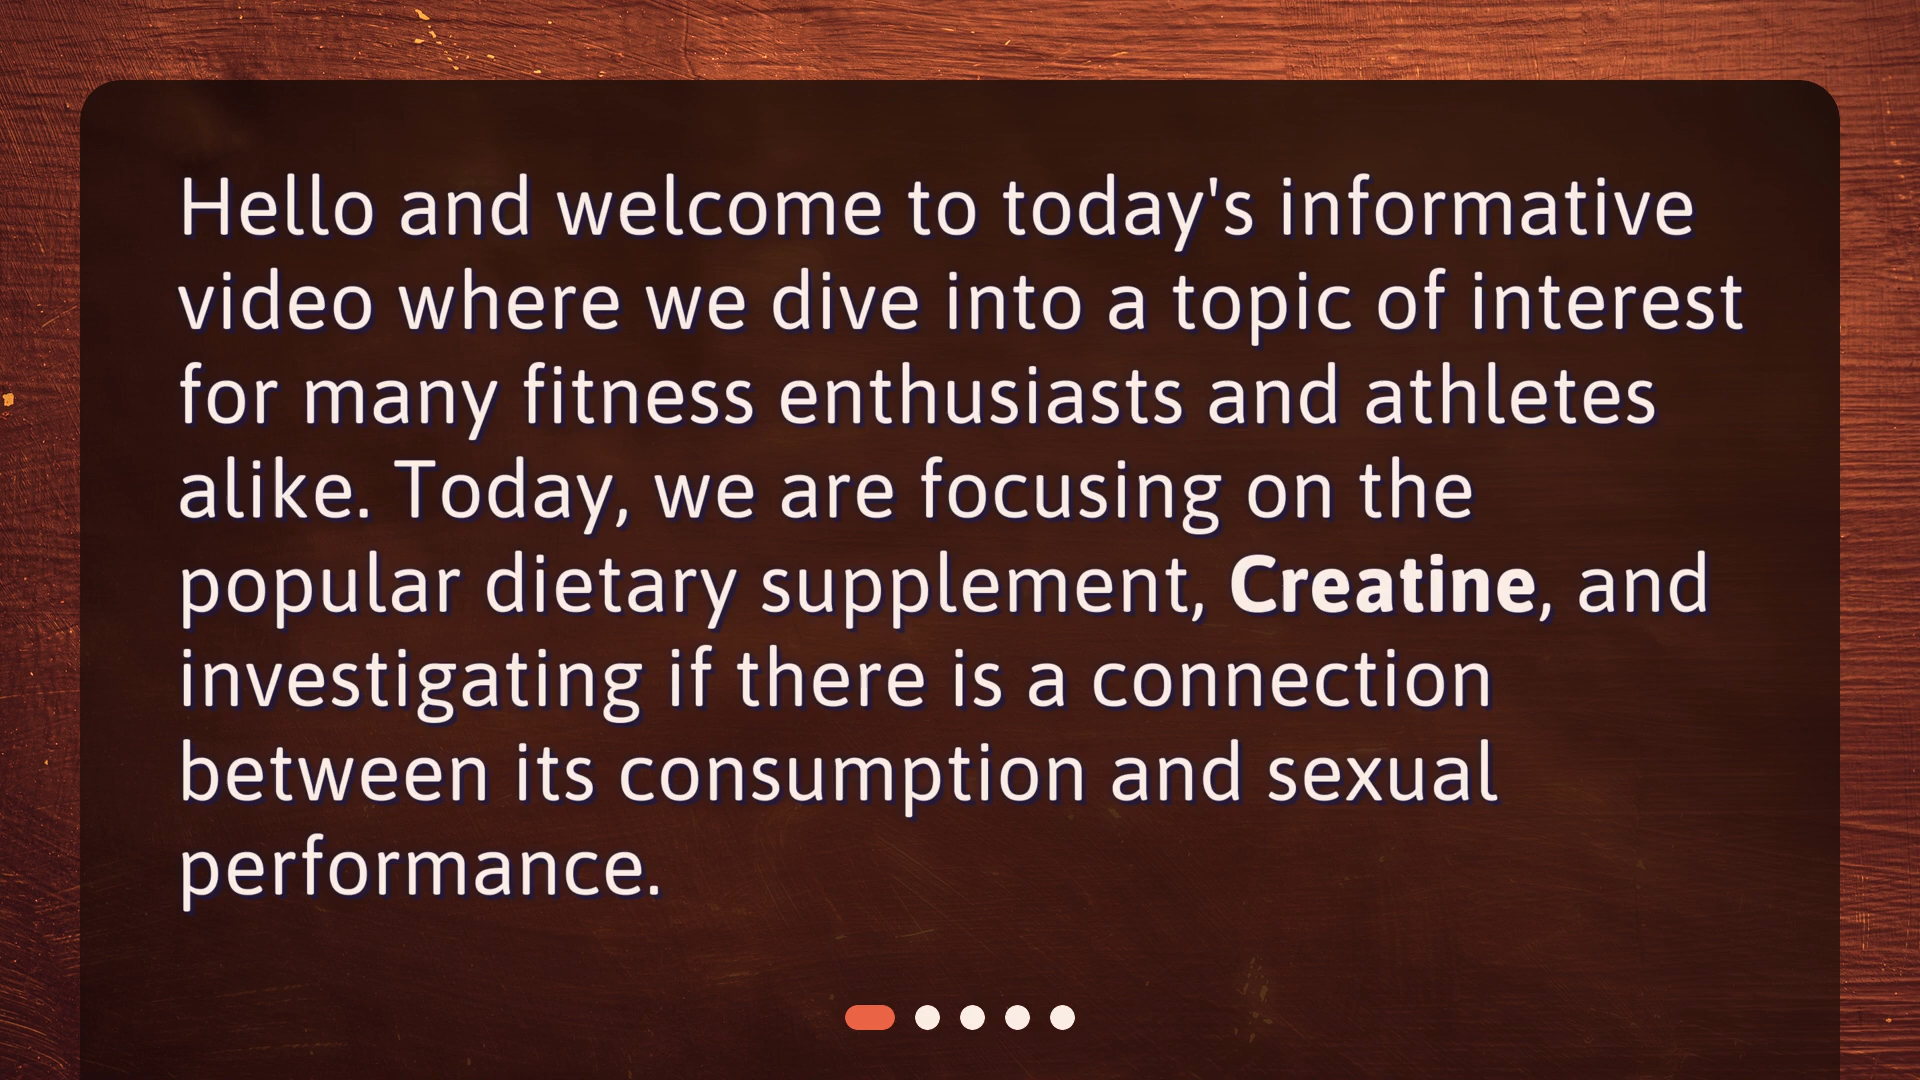 Hello and welcome to today's informative
video where we dive into a topic of interest
for many fitness enthusiasts and athletes
alike. Today, we are focusing on the
popular dietary supplement, Creatine, and
investigating if there is a connection
between its consumption and sexual
performance.